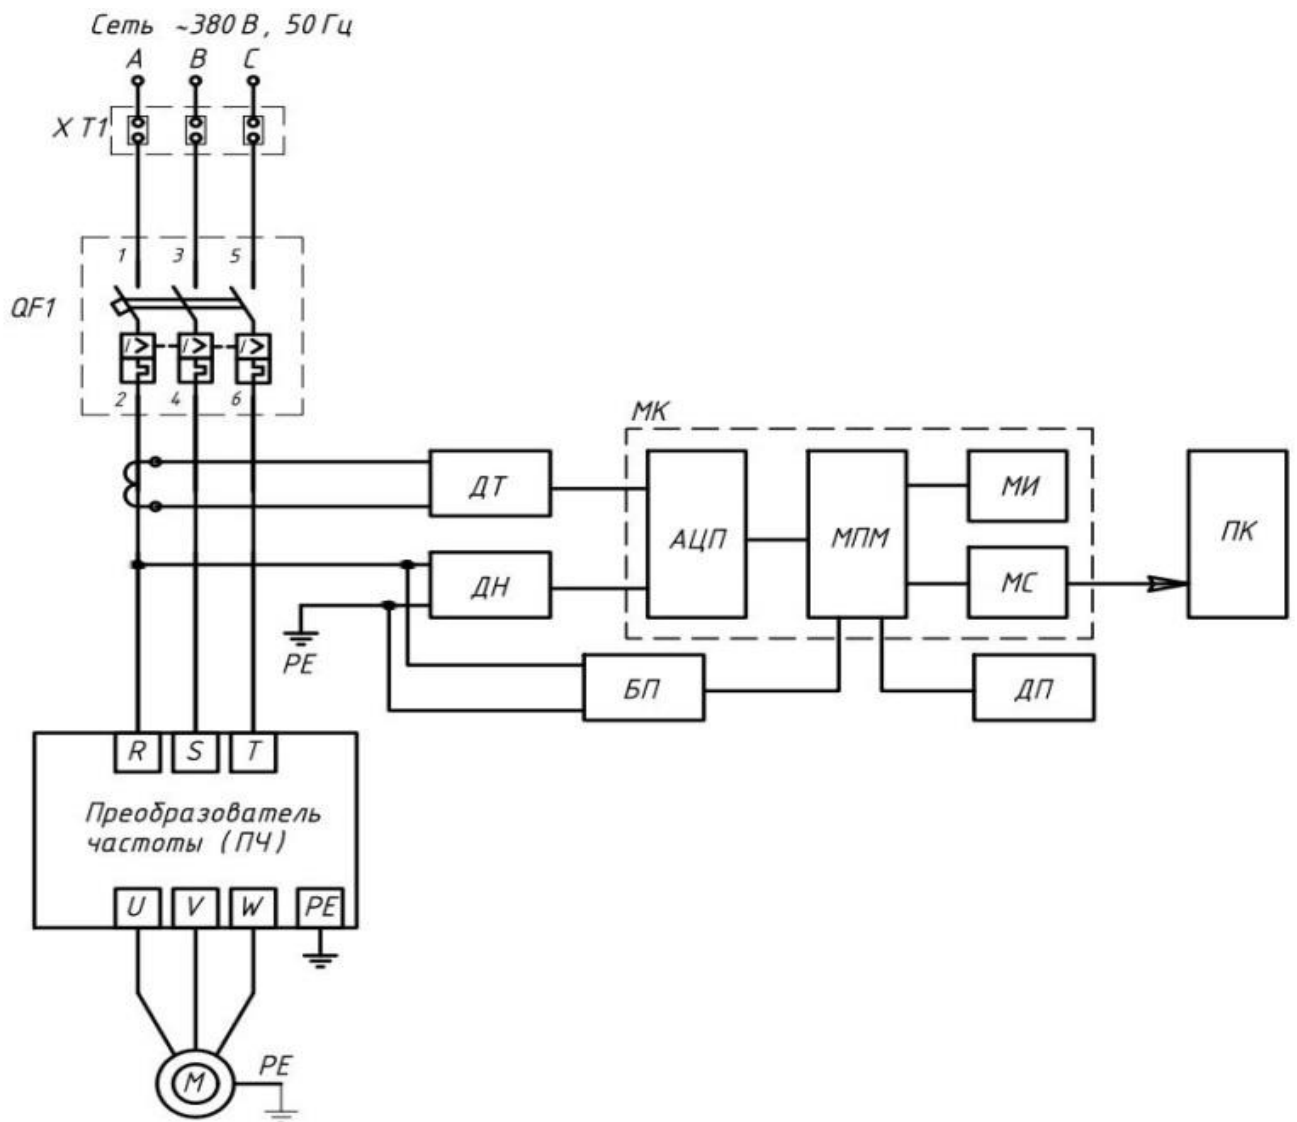 Сеть ~380 В, 50 Гц
A B C
X T1
1 3 5
QF1
I> I> I>
2 4 6
МК
ДТ
АЦП
МПМ
МИ
ПК
ДН
МС
PE
БП
ДП
R S T
Преобразователь
частоты (ПЧ)
U V W PE
M
PE